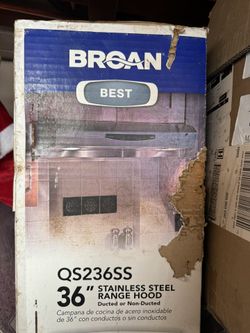 BROAN
BEST
QS236SS
36" STAINLESS STEEL
RANGE HOOD
Ducted or Non-Ducted
Campana de cocina de acero inoxidable
de 36" con conductos o sin conductos